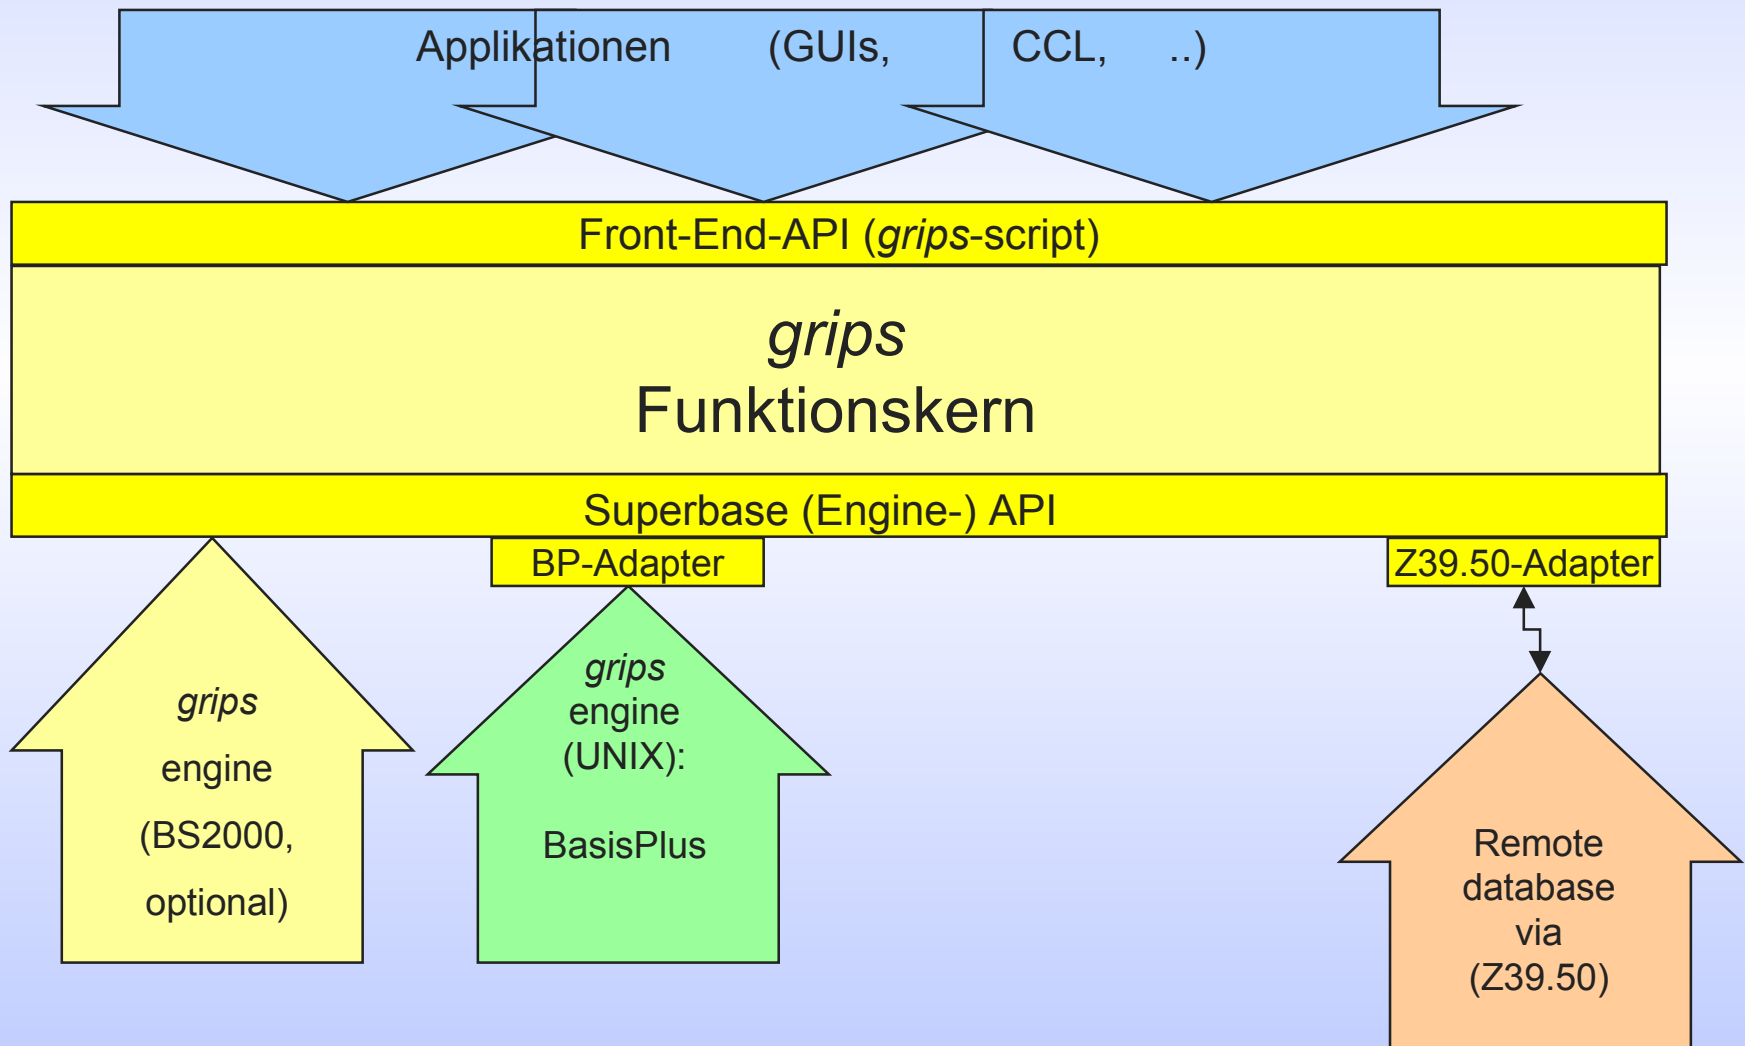 Applikationen (GUIs, CCL, ..)
Front-End-API (grips-script)
grips
Funktionskern
Superbase (Engine-) API
BP-Adapter
Z39.50-Adapter
grips
engine
(BS2000,
optional)
grips
engine
(UNIX):
BasisPlus
Remote
database
via
(Z39.50)